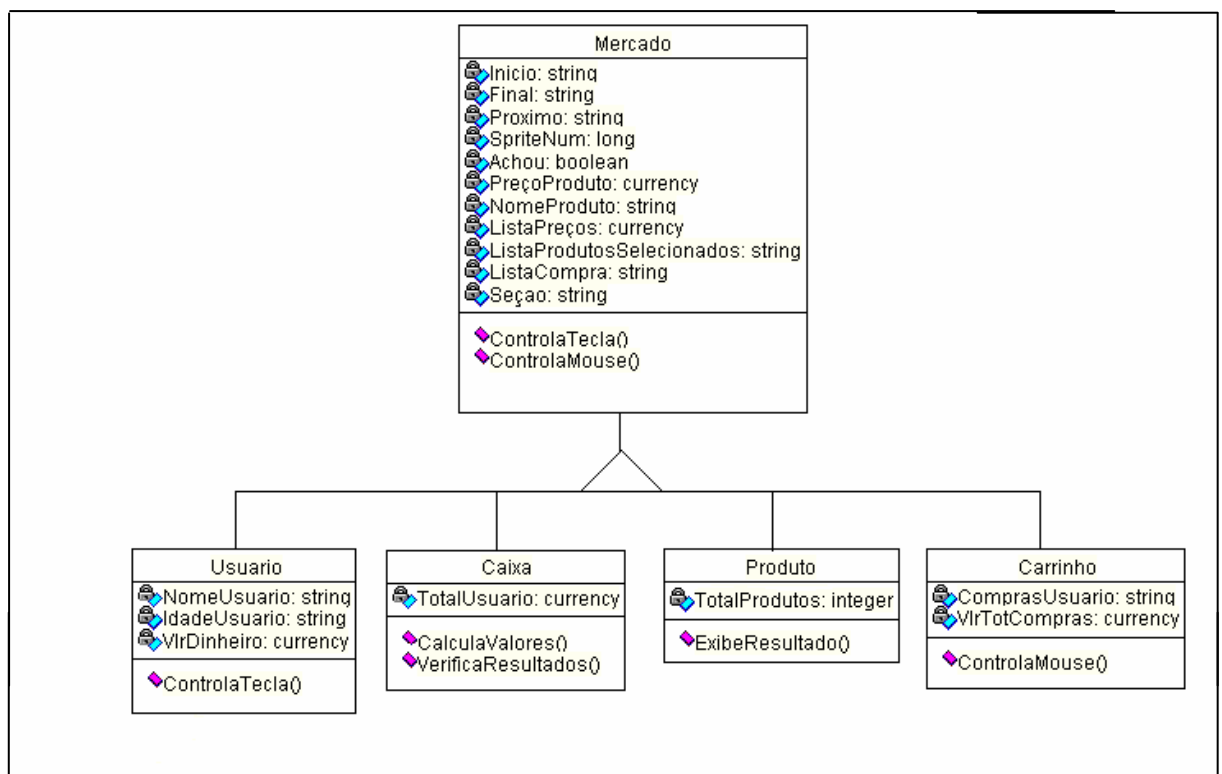 Mercado
Inicio: string
Final: string
Proximo: string
SpriteNum: long
Achou: boolean
PreçoProduto: currency
NomeProduto: string
ListaPreços: currency
ListaProdutosSelecionados: string
ListaCompra: string
Seçao: string
ControlaTecla()
ControlaMouse()
Usuario
NomeUsuario: string
IdadeUsuario: string
VlrDinheiro: currency
ControlaTecla()
Caixa
TotalUsuario: currency
CalculaValores()
VerificaResultados()
Produto
TotalProdutos: integer
ExibeResultado()
Carrinho
ComprasUsuario: string
VlrTotCompras: currency
ControlaMouse()